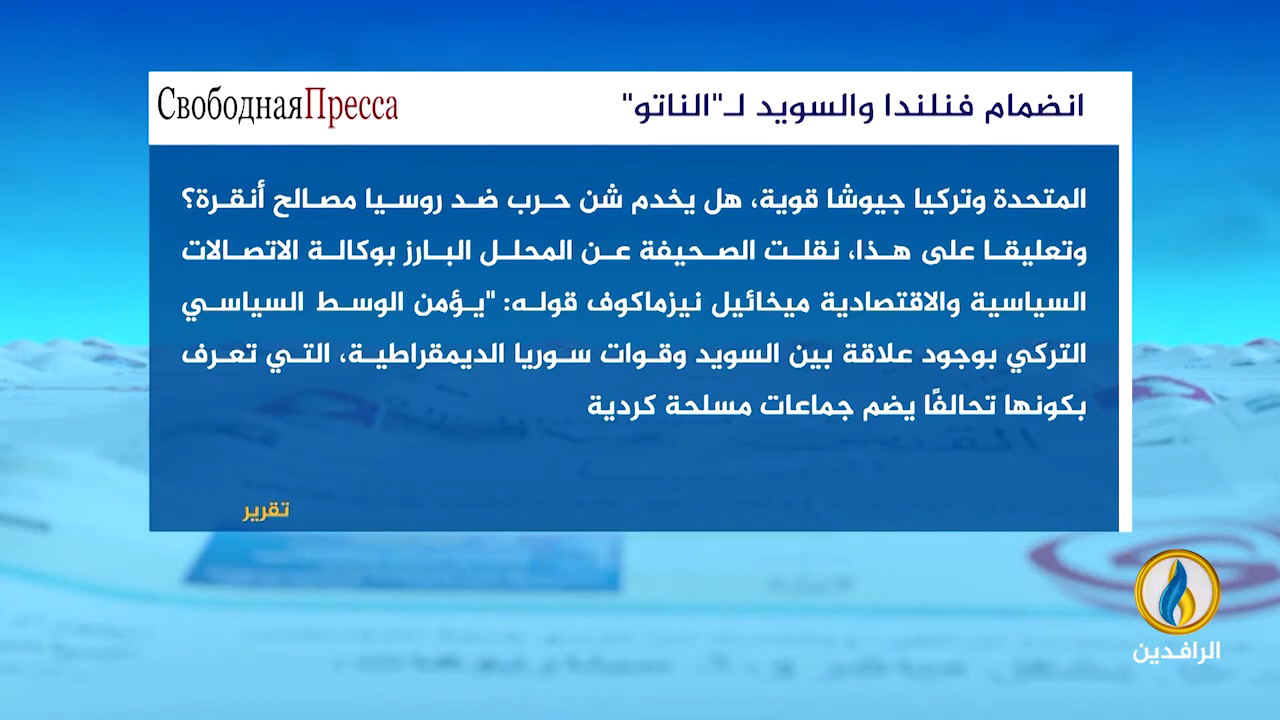 СвободнаяПресса
انضمام فنلندا والسويد لـ"الناتو"
المتحدة وتركيا جيوشا قوية، هل يخدم شن حرب ضد روسيا مصالح أنقرة؟
وتعليقا على هذا، نقلت الصحيفة عن المحلل البارز بوكالة الاتصالات
السياسية والاقتصادية ميخائيل نيزماكوف قوله: "يؤمن الوسط السياسي
التركي بوجود علاقة بين السويد وقوات سوريا الديمقراطية، التي تعرف
بكونها تحالفًا يضم جماعات مسلحة كردية
تقرير
الرافدين